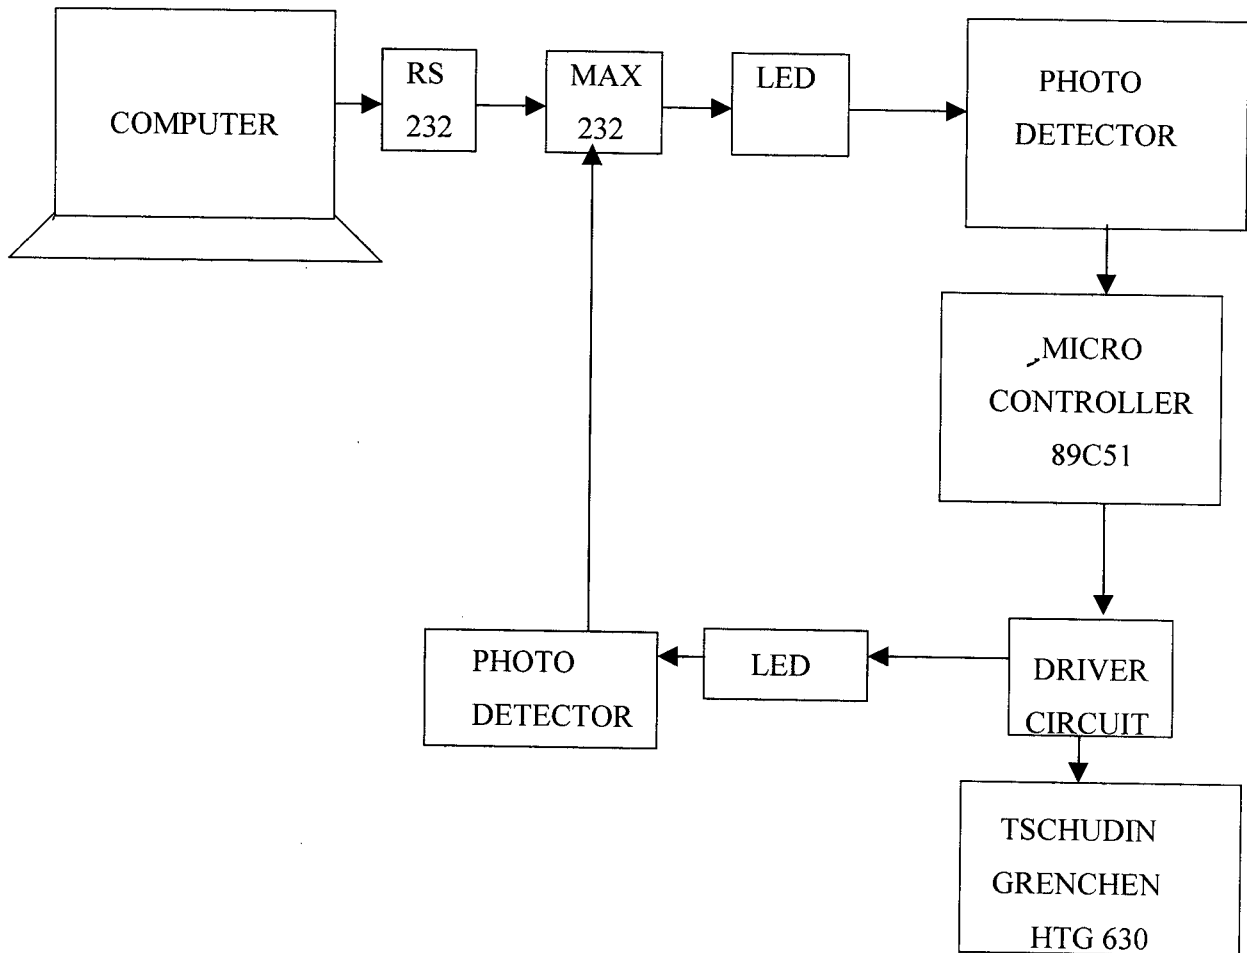 COMPUTER
RS
232
MAX
232
LED
PHOTO
DETECTOR
MICRO
CONTROLLER
89C51
PHOTO
DETECTOR
LED
DRIVER
CIRCUIT
TSCHUDIN
GRENCHEN
HTG 630